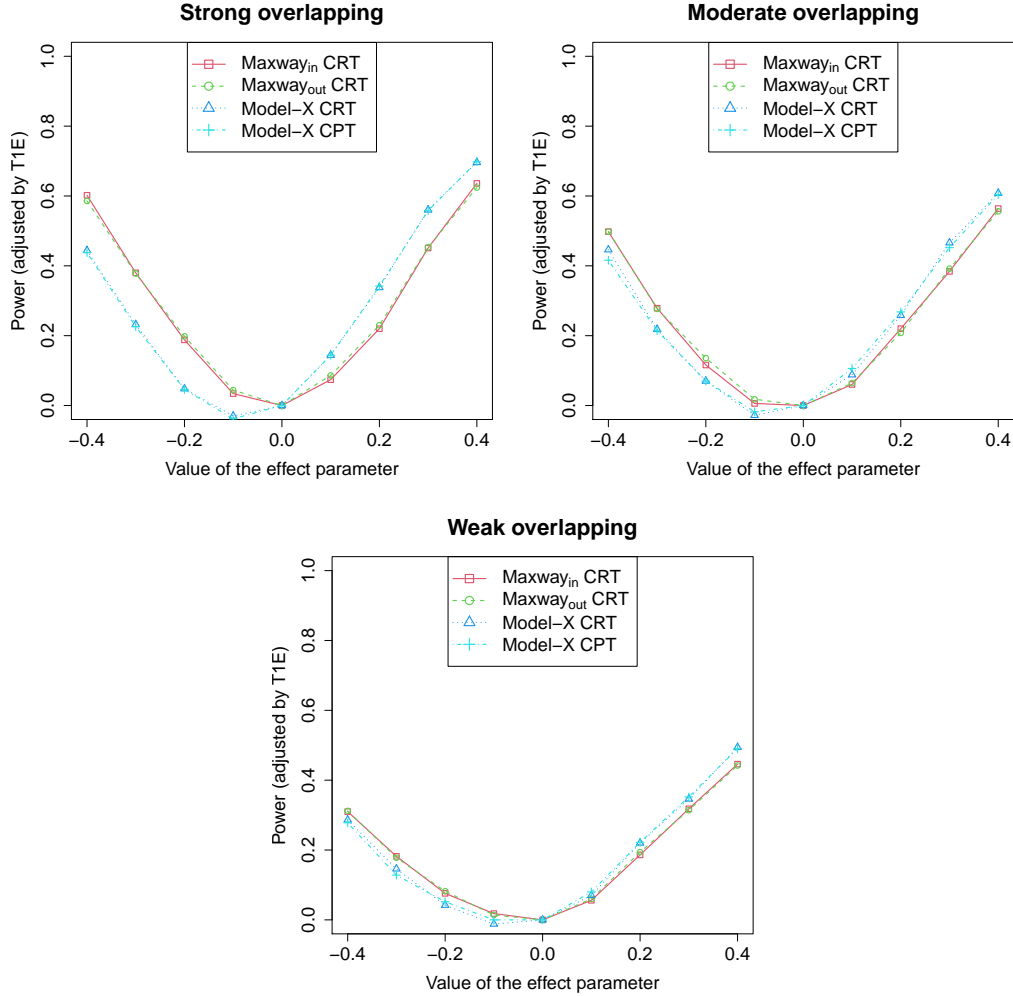 Strong overlapping
Power (adjusted by T1E)
1.0
0.8
0.6
0.4
0.2
0.0
Maxway_in CRT
Maxway_out CRT
Model−X CRT
Model−X CPT
−0.4
−0.2
0.0
0.2
0.4
Value of the effect parameter
Moderate overlapping
Power (adjusted by T1E)
1.0
0.8
0.6
0.4
0.2
0.0
Maxway_in CRT
Maxway_out CRT
Model−X CRT
Model−X CPT
−0.4
−0.2
0.0
0.2
0.4
Value of the effect parameter
Weak overlapping
Power (adjusted by T1E)
1.0
0.8
0.6
0.4
0.2
0.0
Maxway_in CRT
Maxway_out CRT
Model−X CRT
Model−X CPT
−0.4
−0.2
0.0
0.2
0.4
Value of the effect parameter